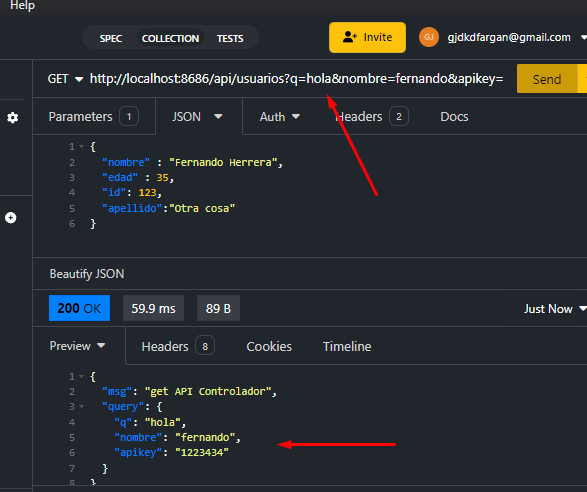 Help
SPEC COLLECTION TESTS Invite GJ gjdkdfargan@gmail.com
GET http://localhost:8686/api/usuarios?q=hola&nombre=fernando&apikey= Send
Parameters 1 JSON Auth Headers 2 Docs
1 {
2 "nombre" : "Fernando Herrera",
3 "edad" : 35,
4 "id": 123,
5 "apellido":"Otra cosa"
6 }
Beautify JSON
200 OK 59.9 ms 89 B Just Now
Preview Headers 8 Cookies Timeline
1 {
2 "msg": "get API Controlador",
3 "query": {
4 "q": "hola",
5 "nombre": "fernando",
6 "apikey": "1223434"
7 }
8 }